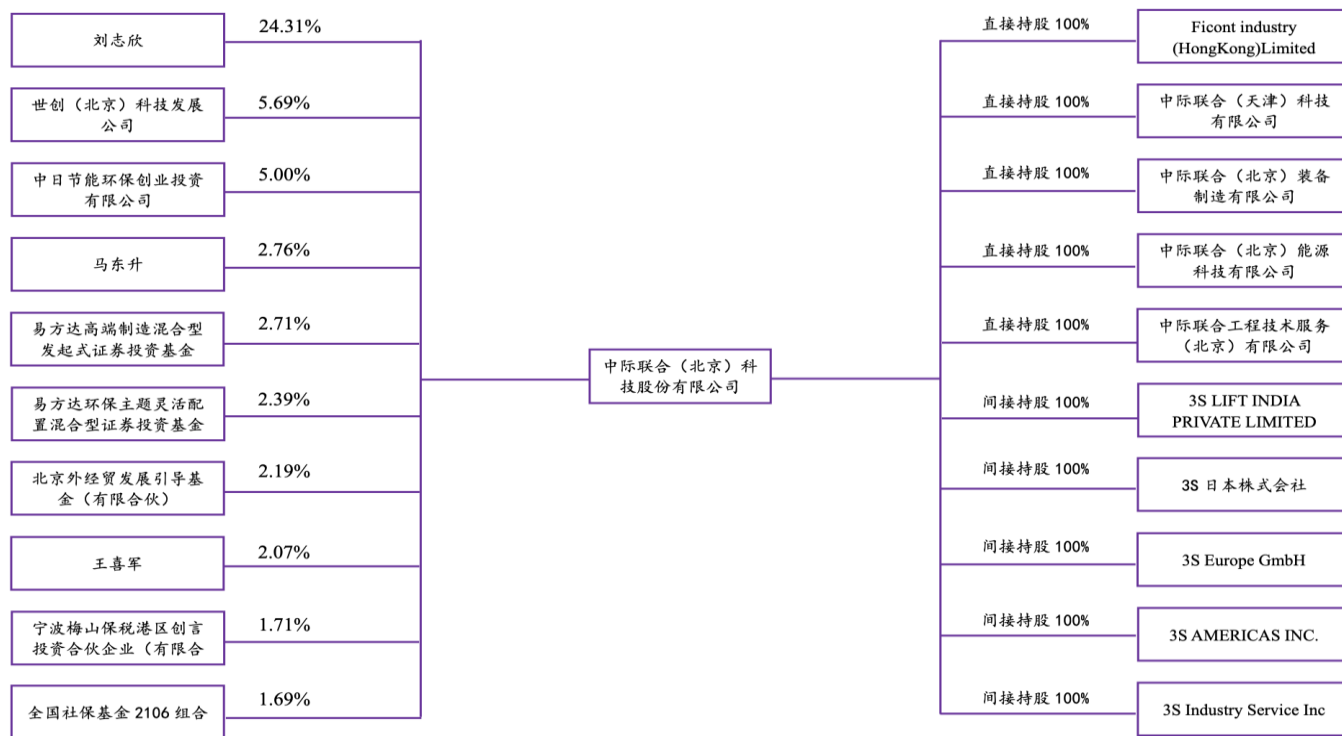 刘志欣
24.31%
世创（北京）科技发展
公司
5.69%
中日节能环保创业投资
有限公司
5.00%
马东升
2.76%
易方达高端制造混合型
发起式证券投资基金
2.71%
易方达环保主题灵活配
置混合型证券投资基金
2.39%
北京外经贸发展引导基
金（有限合伙）
2.19%
王喜军
2.07%
宁波梅山保税港区创言
投资合伙企业（有限合
1.71%
全国社保基金 2106 组合
1.69%
中际联合（北京）科
技股份有限公司
直接持股 100%
Ficont industry
(HongKong)Limited
直接持股 100%
中际联合（天津）科技
有限公司
直接持股 100%
中际联合（北京）装备
制造有限公司
直接持股 100%
中际联合（北京）能源
科技有限公司
直接持股 100%
中际联合工程技术服务
（北京）有限公司
间接持股 100%
3S LIFT INDIA
PRIVATE LIMITED
间接持股 100%
3S 日本株式会社
间接持股 100%
3S Europe GmbH
间接持股 100%
3S AMERICAS INC.
间接持股 100%
3S Industry Service Inc